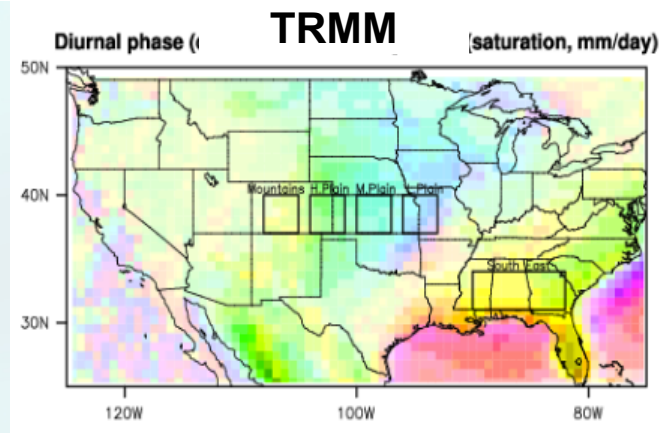 TRMM
Diurnal phase (
(saturation, mm/day)
50N
40N
30N
Mountains H.Plain M.Plain L.Plain
South East
120W 100W 80W